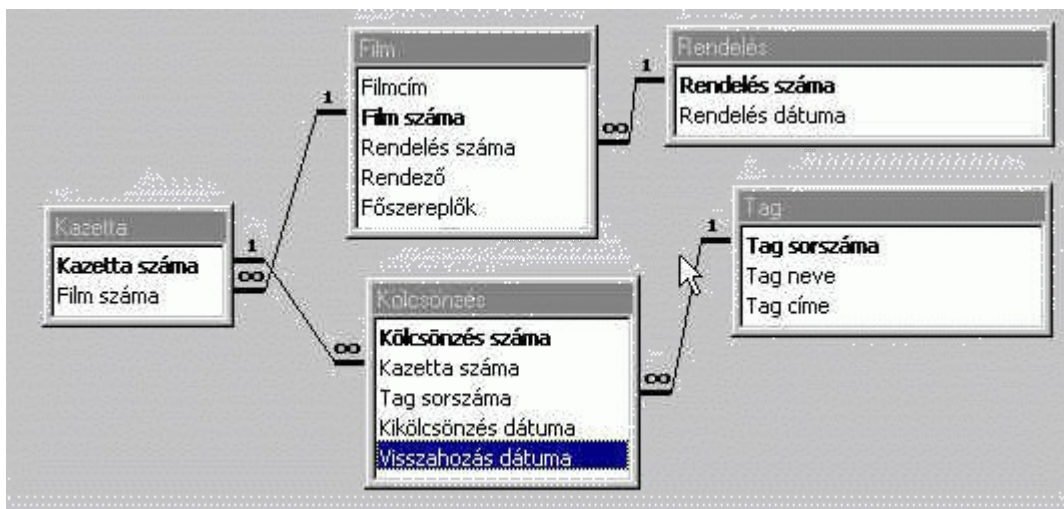 Film
Filmcím
Film száma
Rendelés száma
Rendező
Főszereplők
Rendelés
Rendelés száma
Rendelés dátuma
Kazetta
Kazetta száma
Film száma
Kölcsönzés
Kölcsönzés száma
Kazetta száma
Tag sorszáma
Kikölcsönzés dátuma
Visszahozás dátuma
Tag
Tag sorszáma
Tag neve
Tag címe
1
∞
1
1
∞
∞
1
∞